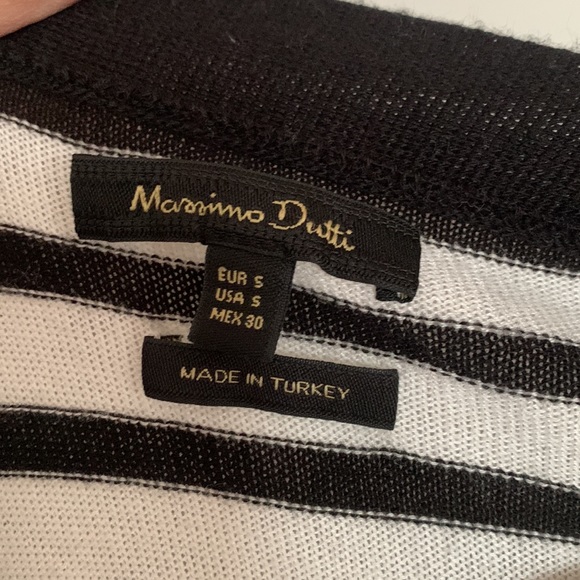 Massimo Dutti
EUR S
USA S
MEX 30
MADE IN TURKEY